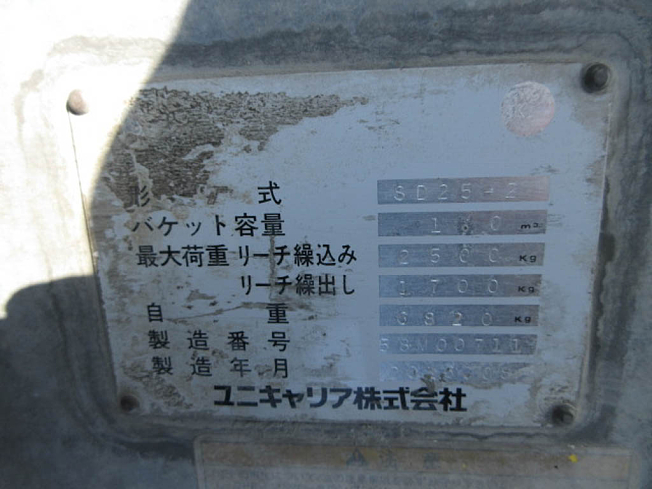 形 式 SD25-2
バケット容量 m³
最大荷重 リーチ繰込み 2500 Kg
リーチ繰出し 1700 Kg
自 重 6820 Kg
製造番号 58M00711
製造年月
ユニキャリア株式会社